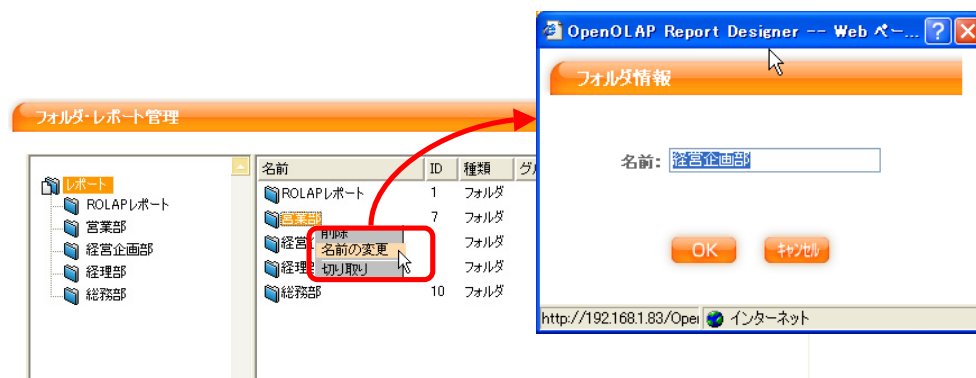 OpenOLAP Report Designer -- Web ペー...
フォルダ情報
名前: 経営企画部
OK キャンセル
http://192.168.1.83/Oper インターネット
フォルダ・レポート管理
レポート
ROLAPレポート
営業部
経営企画部
経理部
総務部
名前 ID 種類
ROLAPレポート 1 フォルダ
営業部 7 フォルダ
経営 フォルダ
経理 フォルダ
総務部 10 フォルダ
削除
名前の変更
切り取り